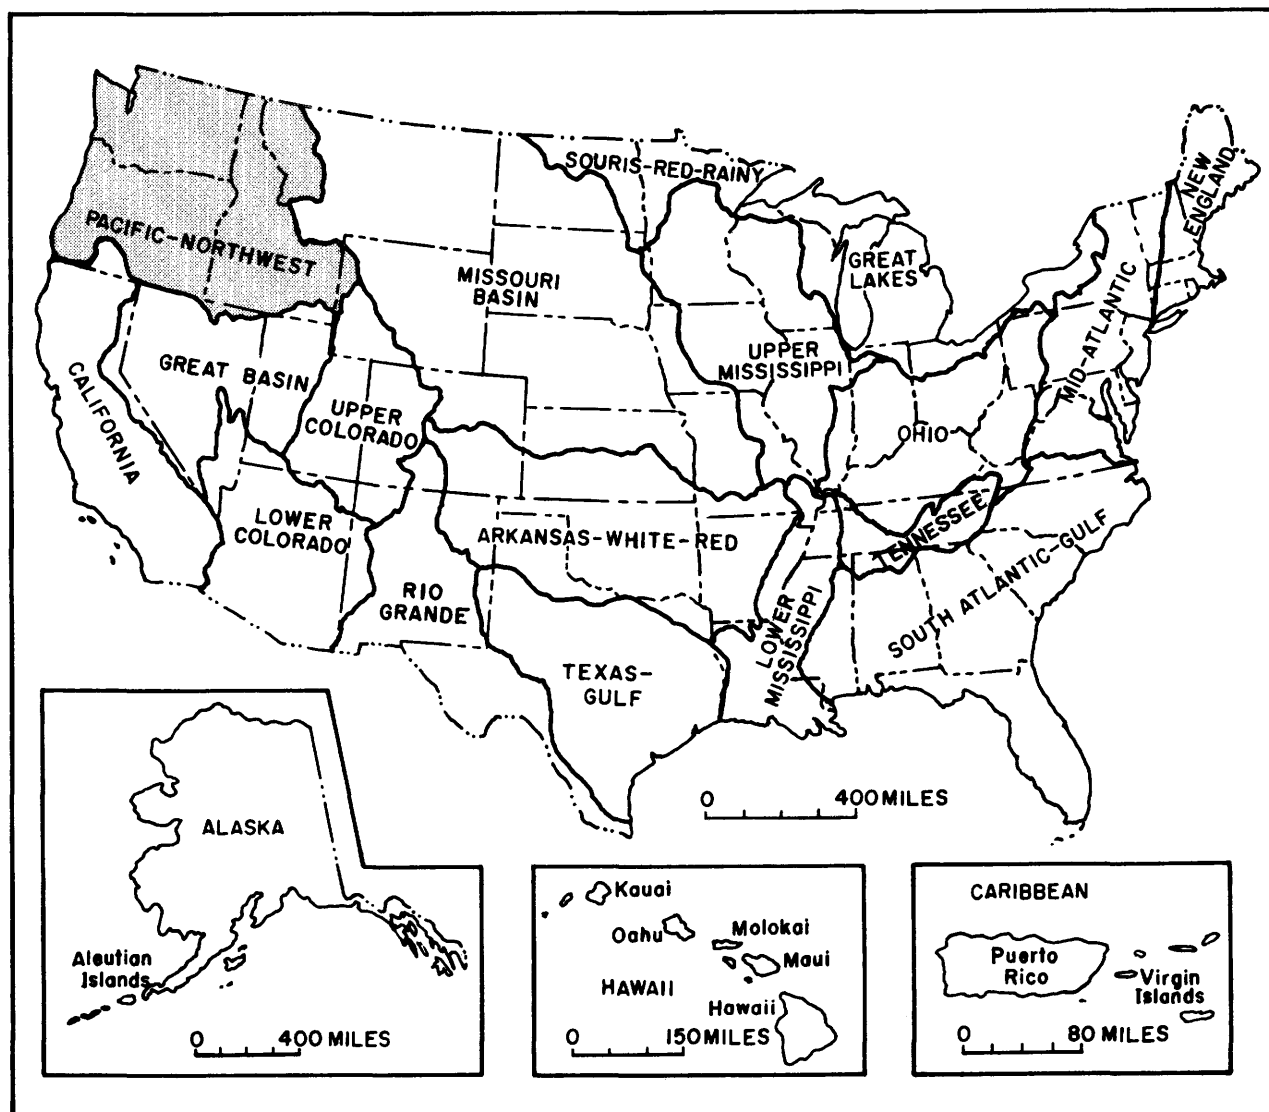 SOURIS-RED-RAINY
NEW
ENGLAND
PACIFIC-NORTHWEST
MISSOURI
BASIN
GREAT
LAKES
MID-ATLANTIC
GREAT BASIN
UPPER
MISSISSIPPI
CALIFORNIA
UPPER
COLORADO
OHIO
LOWER
COLORADO
ARKANSAS-WHITE-RED
TENNESSEE
RIO
GRANDE
LOWER
MISSISSIPPI
SOUTH ATLANTIC-GULF
TEXAS-
GULF
0 400 MILES
ALASKA
Aleutian
Islands
0 400 MILES
Kauai
Oahu
Molokai
Maui
HAWAII
Hawaii
0 150 MILES
CARIBBEAN
Puerto
Rico
Virgin
Islands
0 80 MILES